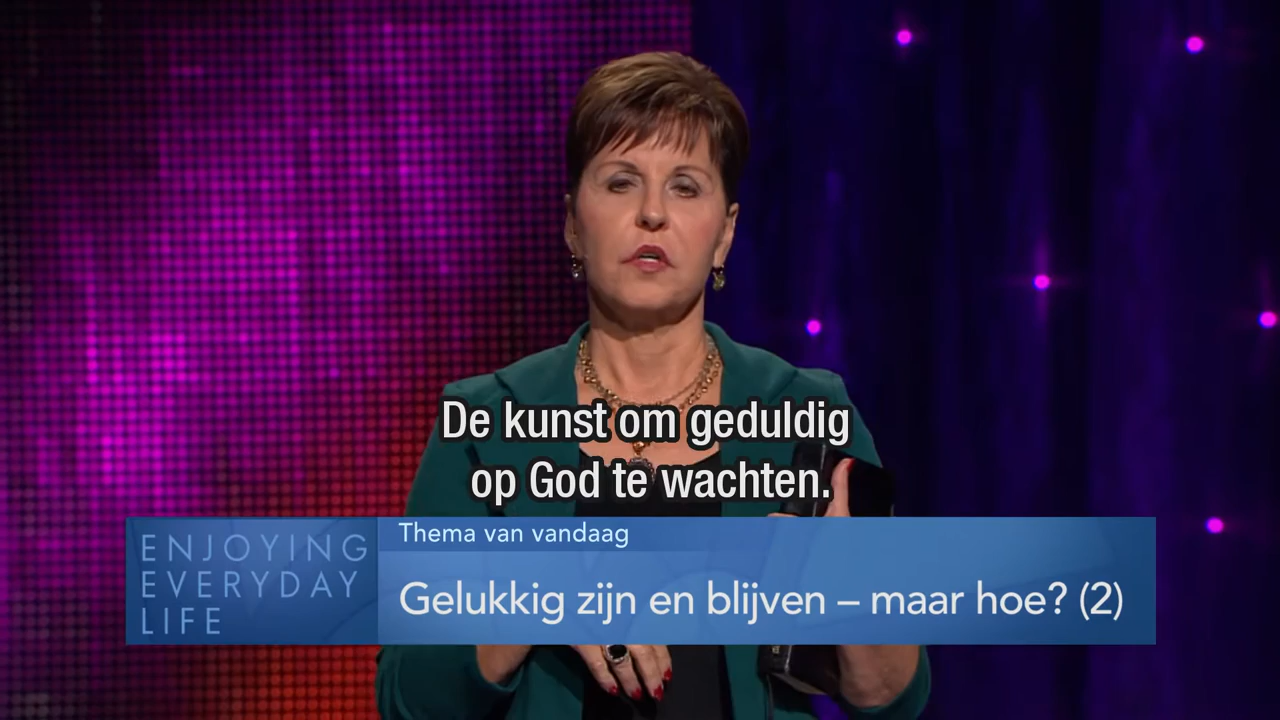 De kunst om geduldig
op God te wachten.
ENJOYING
EVERYDAY
LIFE
Thema van vandaag
Gelukkig zijn en blijven – maar hoe? (2)